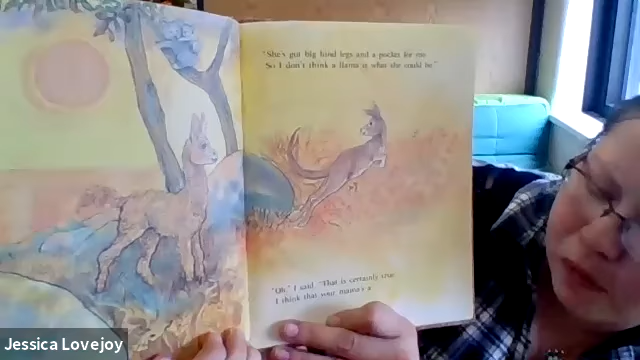 "She's got big hind legs and a pocket for me.
So I don't think a llama is what she could be."
"Oh," I said. "That is certainly true.
I think that your mama's a
Jessica Lovejoy